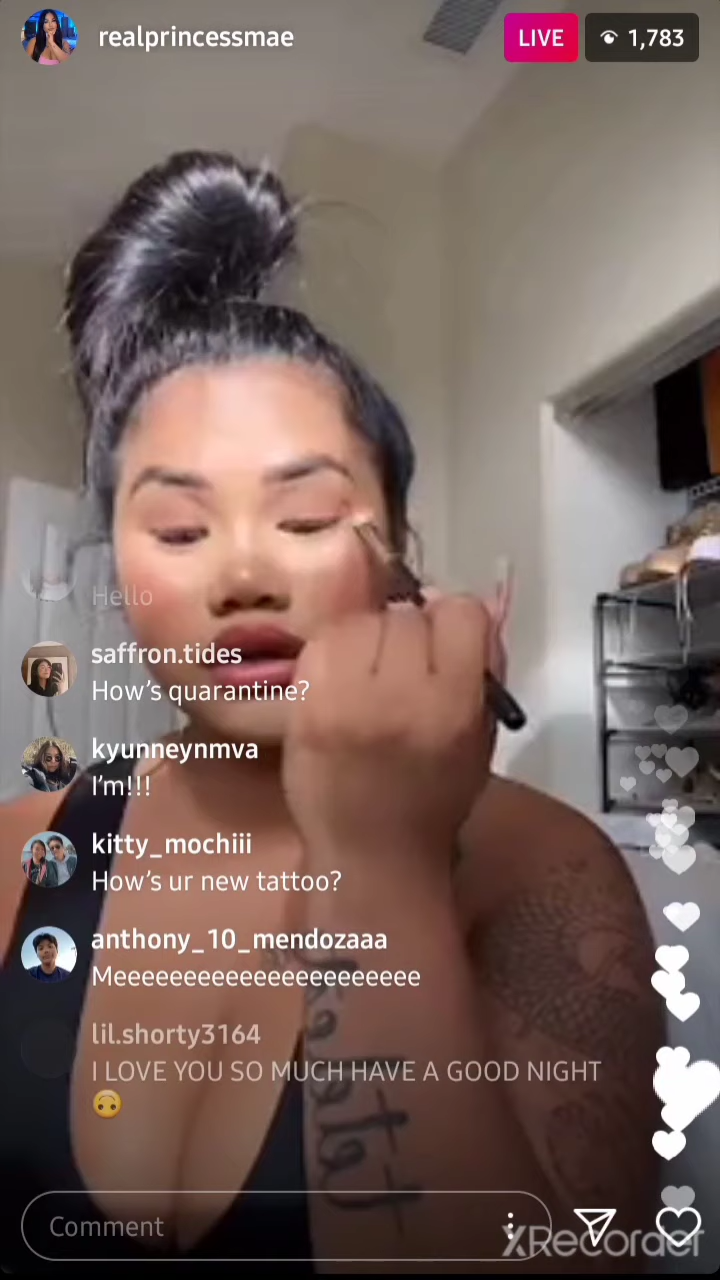 realprincessmae
LIVE
1,783
Hello
saffron.tides
How's quarantine?
kyunneynmva
I'm!!!
kitty_mochiii
How's ur new tattoo?
anthony_10_mendozaaa
Meeeeeeeeeeeeeeeeeeeeee
lil.shorty3164
I LOVE YOU SO MUCH HAVE A GOOD NIGHT
🙃
Comment
XRecorder